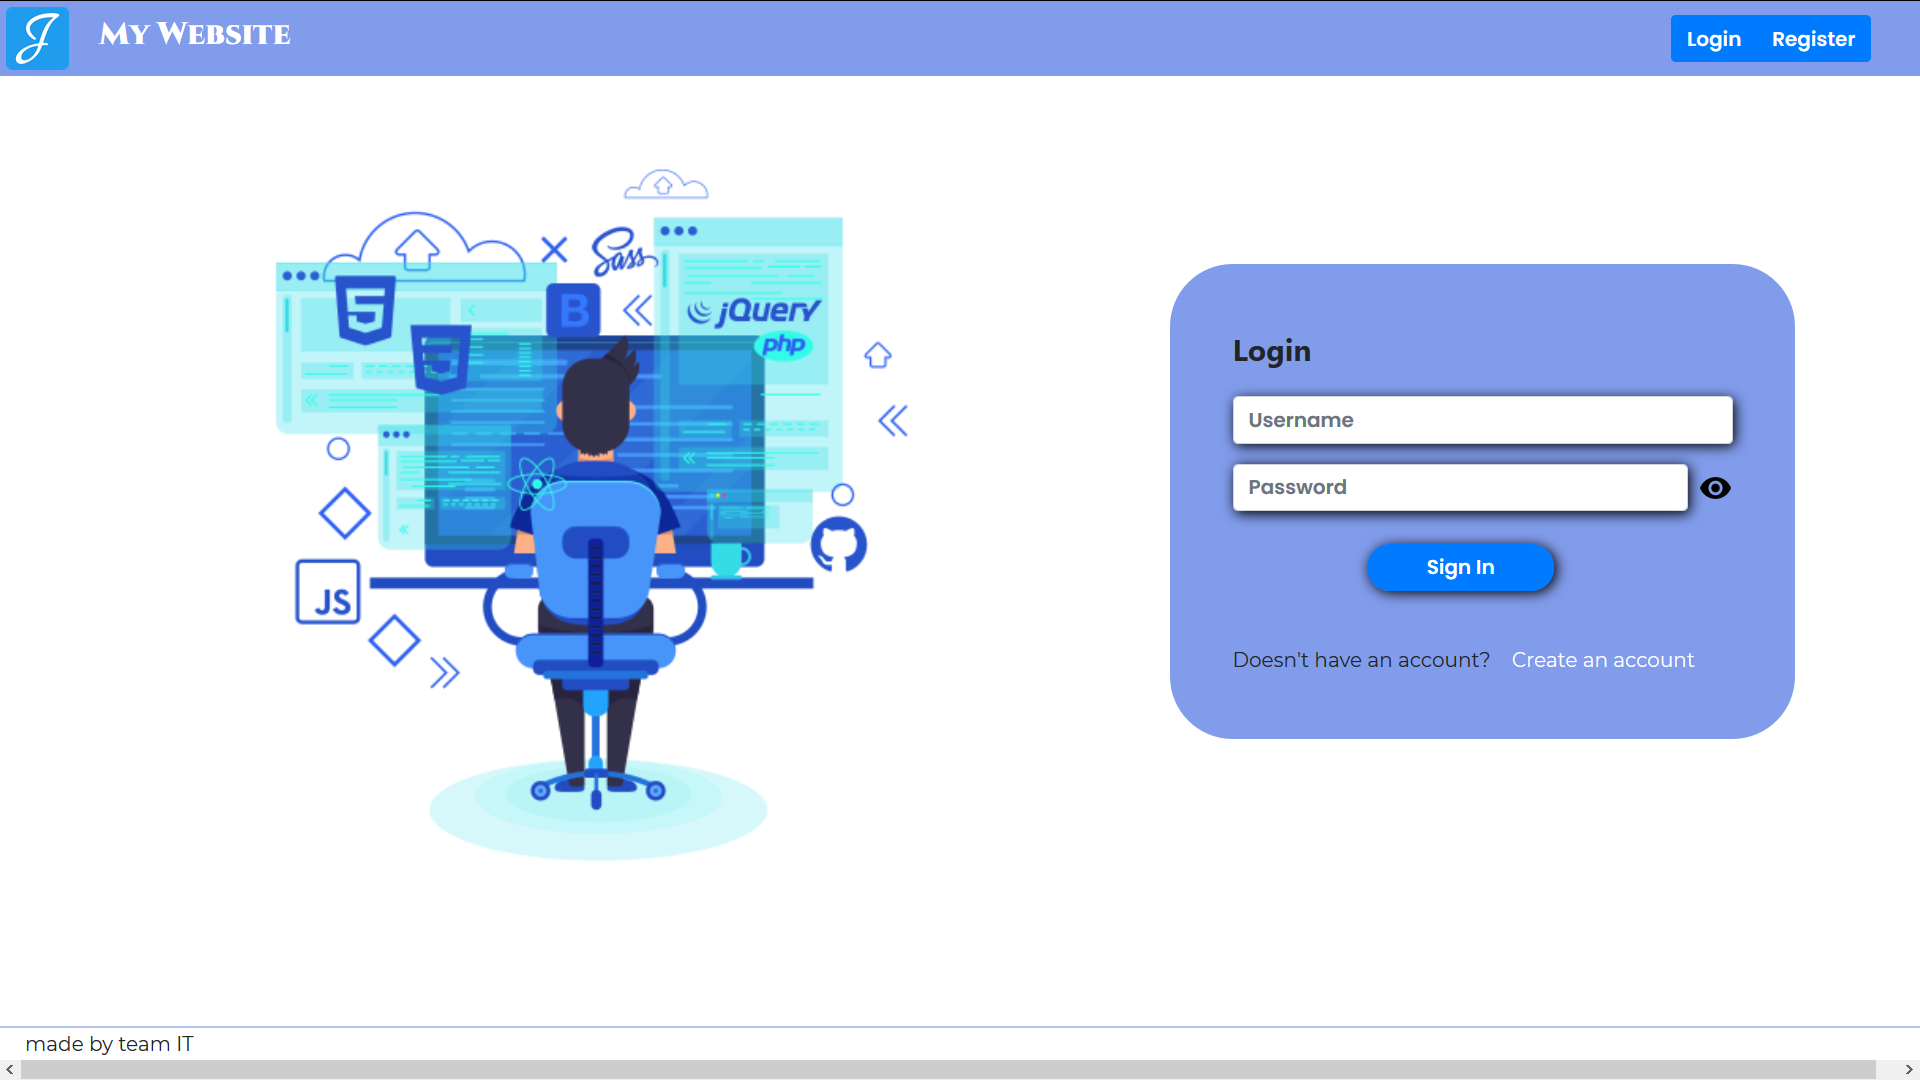 J
My Website
Login Register
Sass
B
jQuery
php
JS
Login
Username
Password
Sign In
Doesn't have an account? Create an account
made by team IT